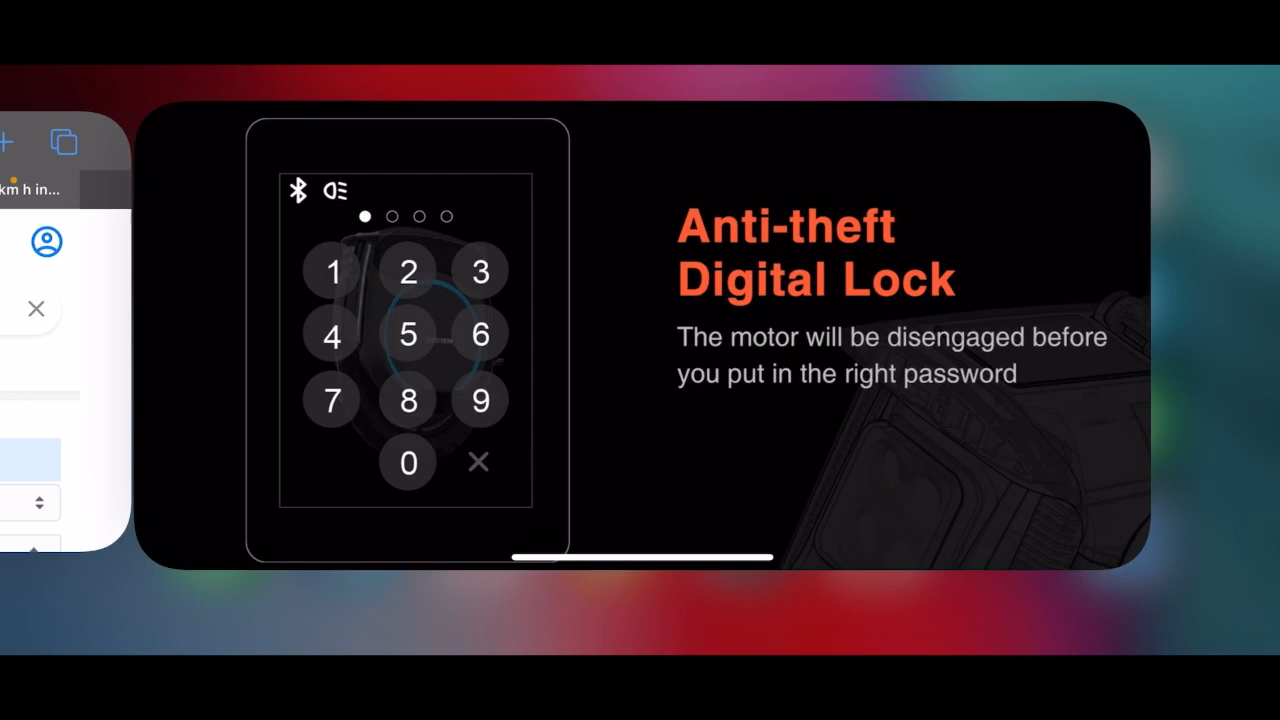 km h in...
1 2 3
4 5 6
7 8 9
0
Anti-theft
Digital Lock
The motor will be disengaged before
you put in the right password